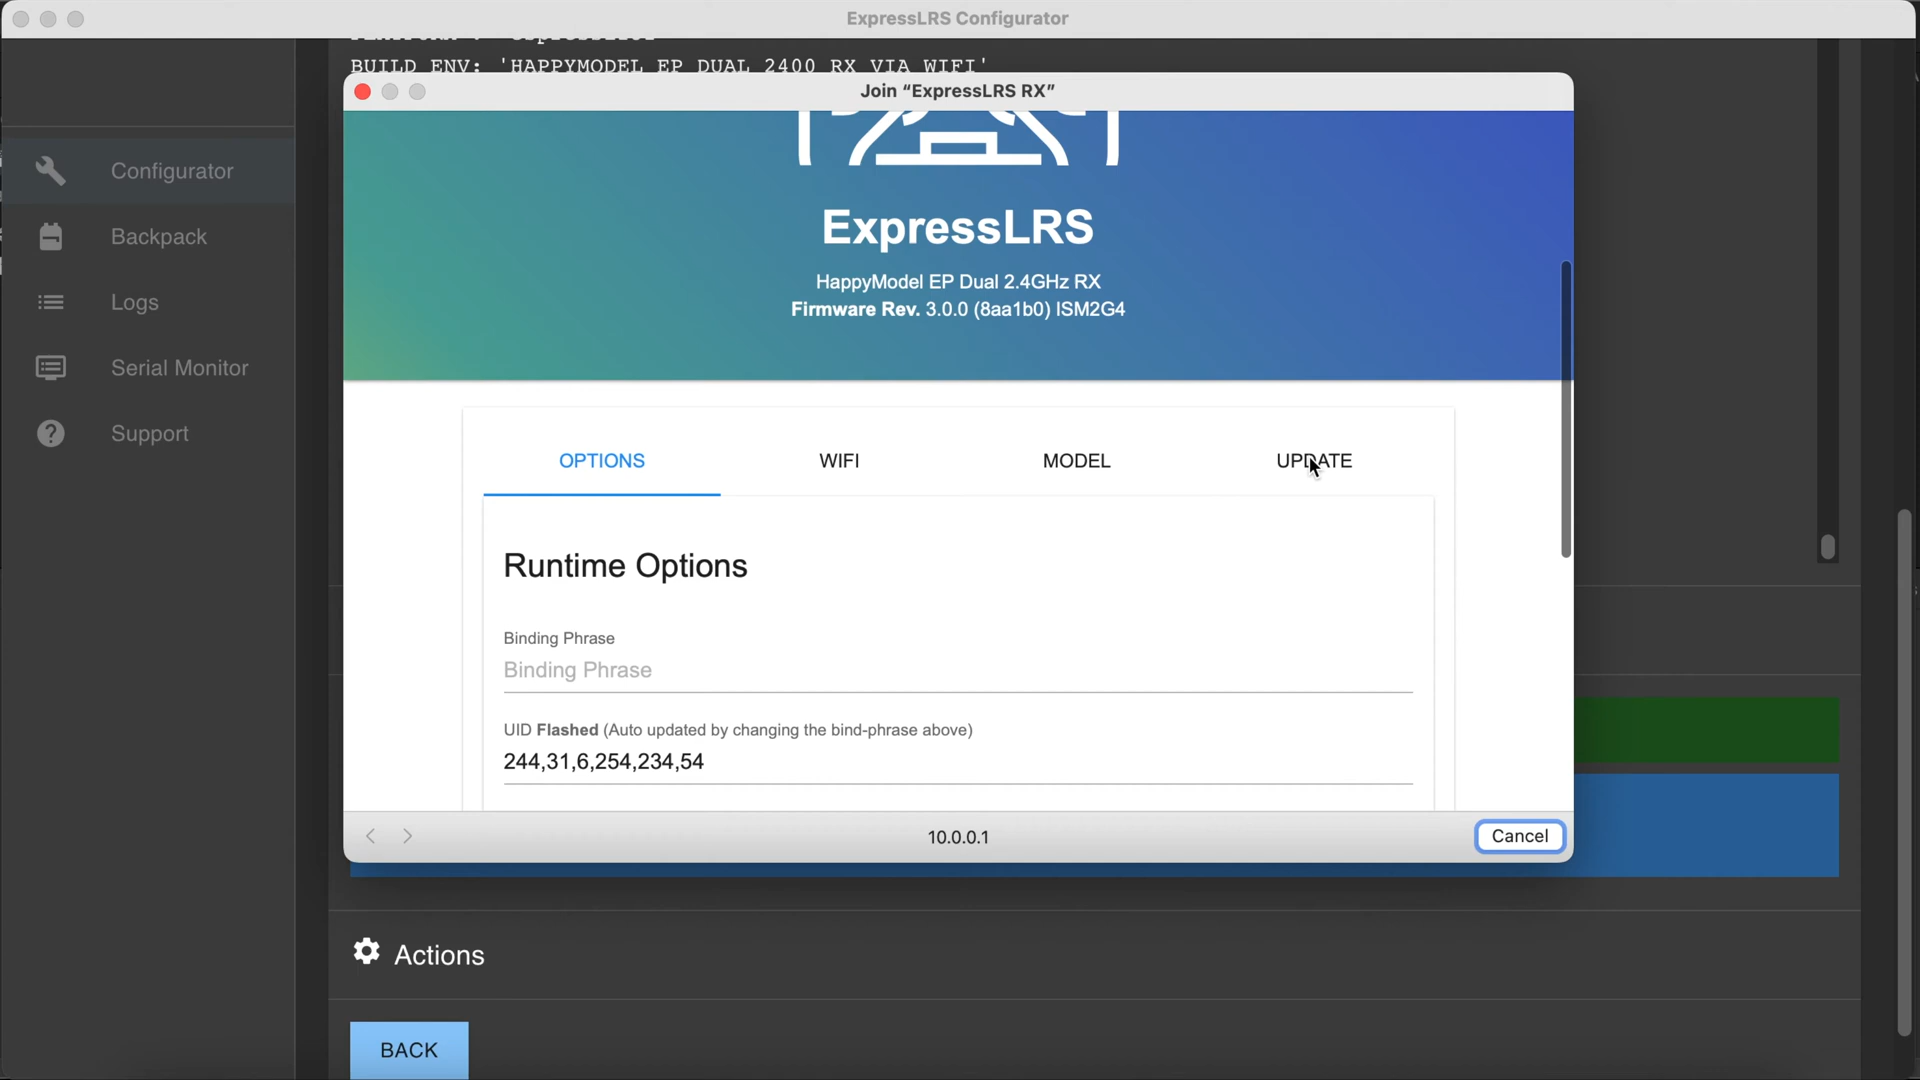 ExpressLRS Configurator
BUILD ENV: 'HAPPYMODEL EP DUAL 2400 RX VIA WIFI'
Join “ExpressLRS RX”
Configurator
Backpack
Logs
Serial Monitor
Support
ExpressLRS
HappyModel EP Dual 2.4GHz RX
Firmware Rev. 3.0.0 (8aa1b0) ISM2G4
OPTIONS WIFI MODEL UPDATE
Runtime Options
Binding Phrase
Binding Phrase
UID Flashed (Auto updated by changing the bind-phrase above)
244,31,6,254,234,54
10.0.0.1
Cancel
Actions
BACK